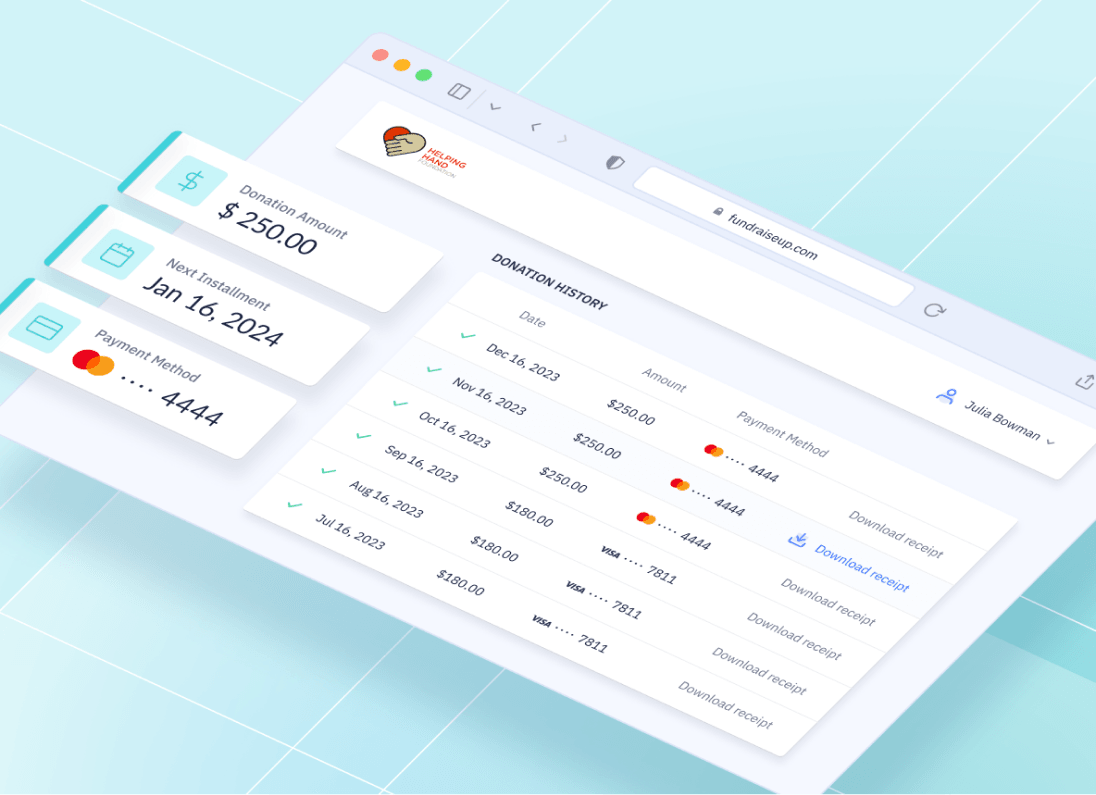 fundraiseup.com
HELPING
HAND
FOUNDATION
Julia Bowman
Donation Amount
$ 250.00
Next Installment
Jan 16, 2024
Payment Method
•••• 4444
DONATION HISTORY
Date Amount Payment Method
Dec 16, 2023 $250.00 •••• 4444 Download receipt
Nov 16, 2023 $250.00 •••• 4444 Download receipt
Oct 16, 2023 $250.00 •••• 4444 Download receipt
Sep 16, 2023 $180.00 VISA •••• 7811 Download receipt
Aug 16, 2023 $180.00 VISA •••• 7811 Download receipt
Jul 16, 2023 $180.00 VISA •••• 7811 Download receipt